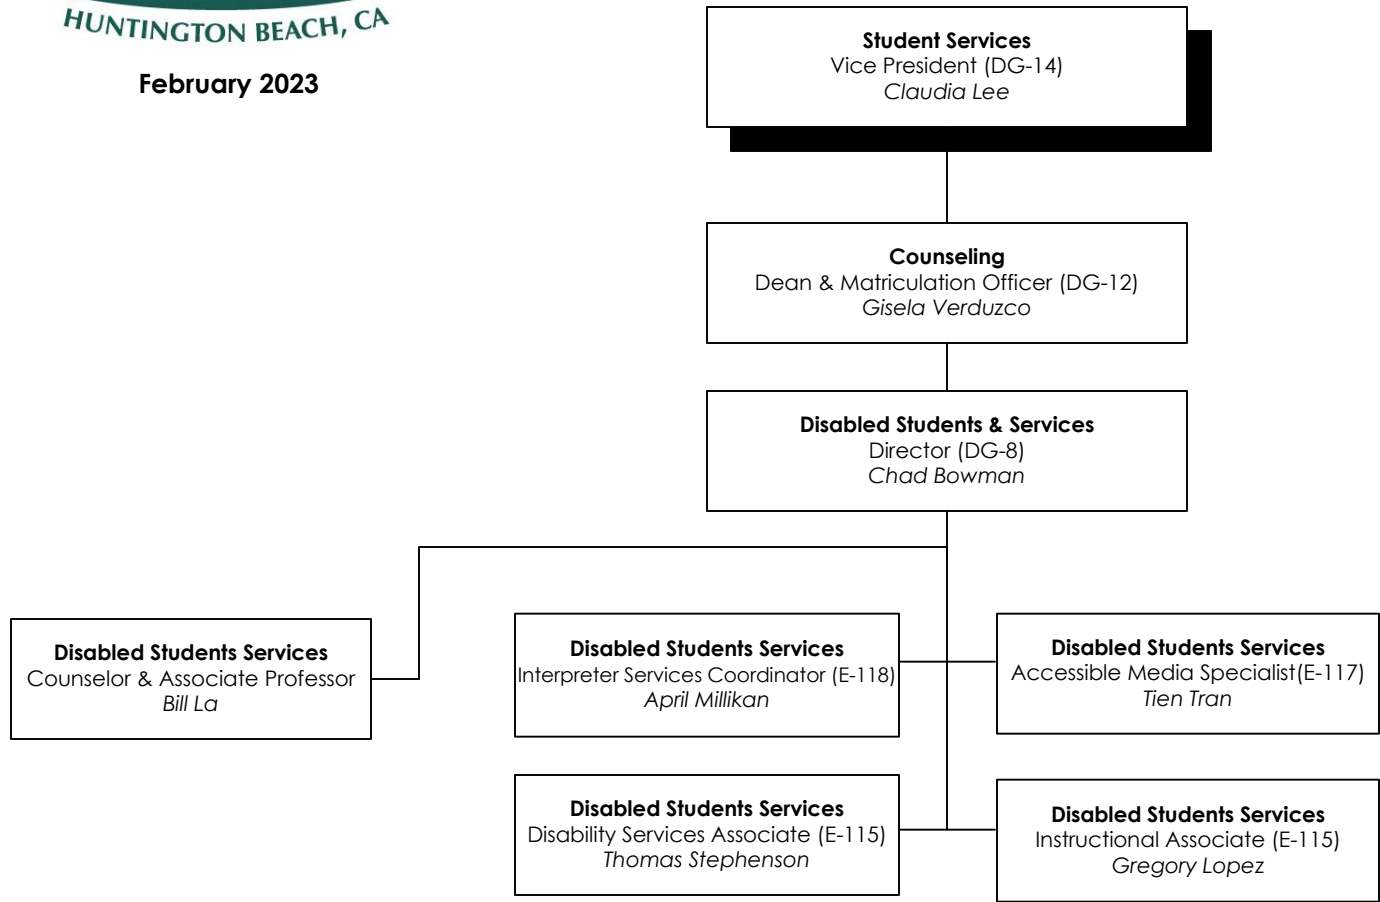 HUNTINGTON BEACH, CA
February 2023
Student Services
Vice President (DG-14)
Claudia Lee
Counseling
Dean & Matriculation Officer (DG-12)
Gisela Verduzco
Disabled Students & Services
Director (DG-8)
Chad Bowman
Disabled Students Services
Counselor & Associate Professor
Bill La
Disabled Students Services
Interpreter Services Coordinator (E-118)
April Millikan
Disabled Students Services
Accessible Media Specialist(E-117)
Tien Tran
Disabled Students Services
Disability Services Associate (E-115)
Thomas Stephenson
Disabled Students Services
Instructional Associate (E-115)
Gregory Lopez